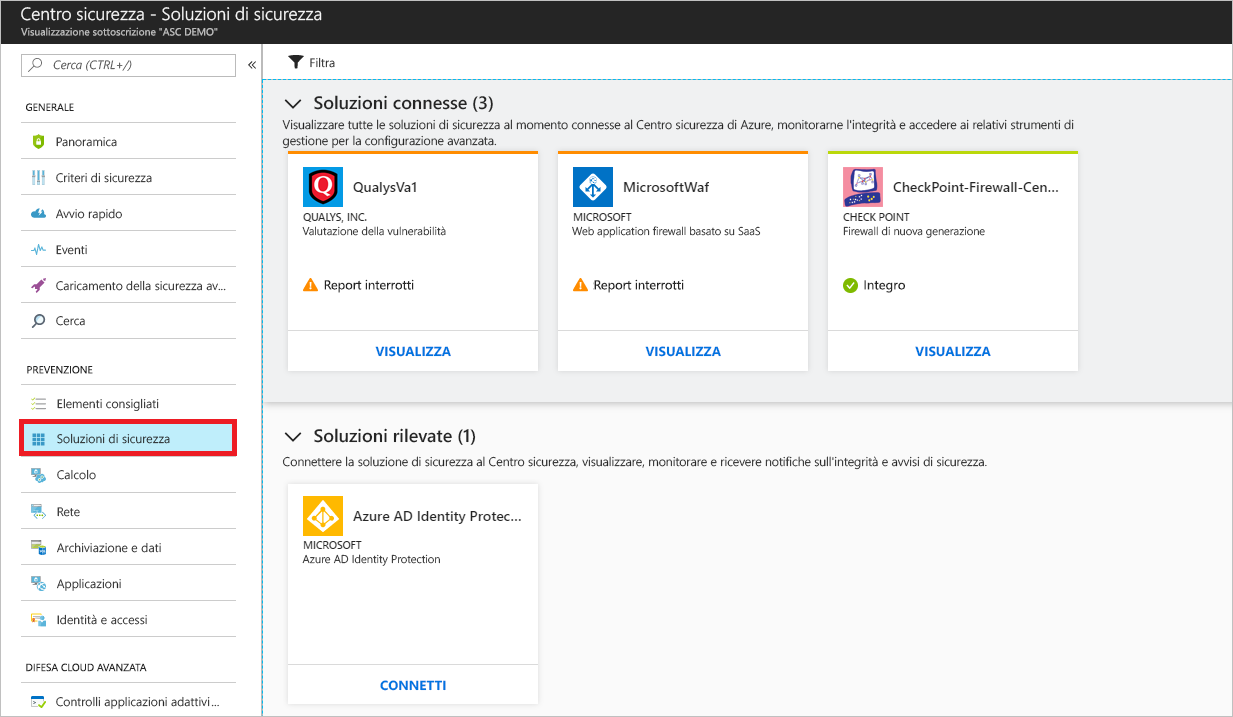 Centro sicurezza - Soluzioni di sicurezza
Visualizzazione sottoscrizione "ASC DEMO"
Cerca (CTRL+/)
«
GENERALE
Panoramica
Criteri di sicurezza
Avvio rapido
Eventi
Caricamento della sicurezza av...
Cerca
PREVENZIONE
Elementi consigliati
Soluzioni di sicurezza
Calcolo
Rete
Archiviazione e dati
Applicazioni
Identità e accessi
DIFESA CLOUD AVANZATA
Controlli applicazioni adattivi...
Filtra
Soluzioni connesse (3)
Visualizzare tutte le soluzioni di sicurezza al momento connesse al Centro sicurezza di Azure, monitorarne l'integrità e accedere ai relativi strumenti di
gestione per la configurazione avanzata.
QualysVa1
QUALYS, INC.
Valutazione della vulnerabilità
Report interrotti
VISUALIZZA
MicrosoftWaf
MICROSOFT
Web application firewall basato su SaaS
Report interrotti
VISUALIZZA
CheckPoint-Firewall-Cen...
CHECK POINT
Firewall di nuova generazione
Integro
VISUALIZZA
Soluzioni rilevate (1)
Connettere la soluzione di sicurezza al Centro sicurezza, visualizzare, monitorare e ricevere notifiche sull'integrità e avvisi di sicurezza.
Azure AD Identity Protec...
MICROSOFT
Azure AD Identity Protection
CONNETTI